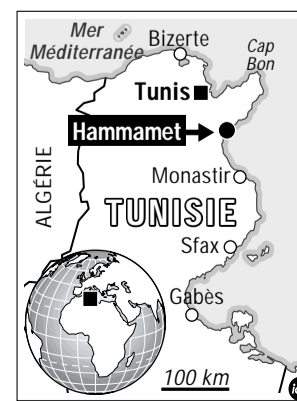 Mer
Méditerranée
Bizerte
Cap
Bon
Tunis
Hammamet
ALGÉRIE
Monastir
TUNISIE
Sfax
Gabès
100 km